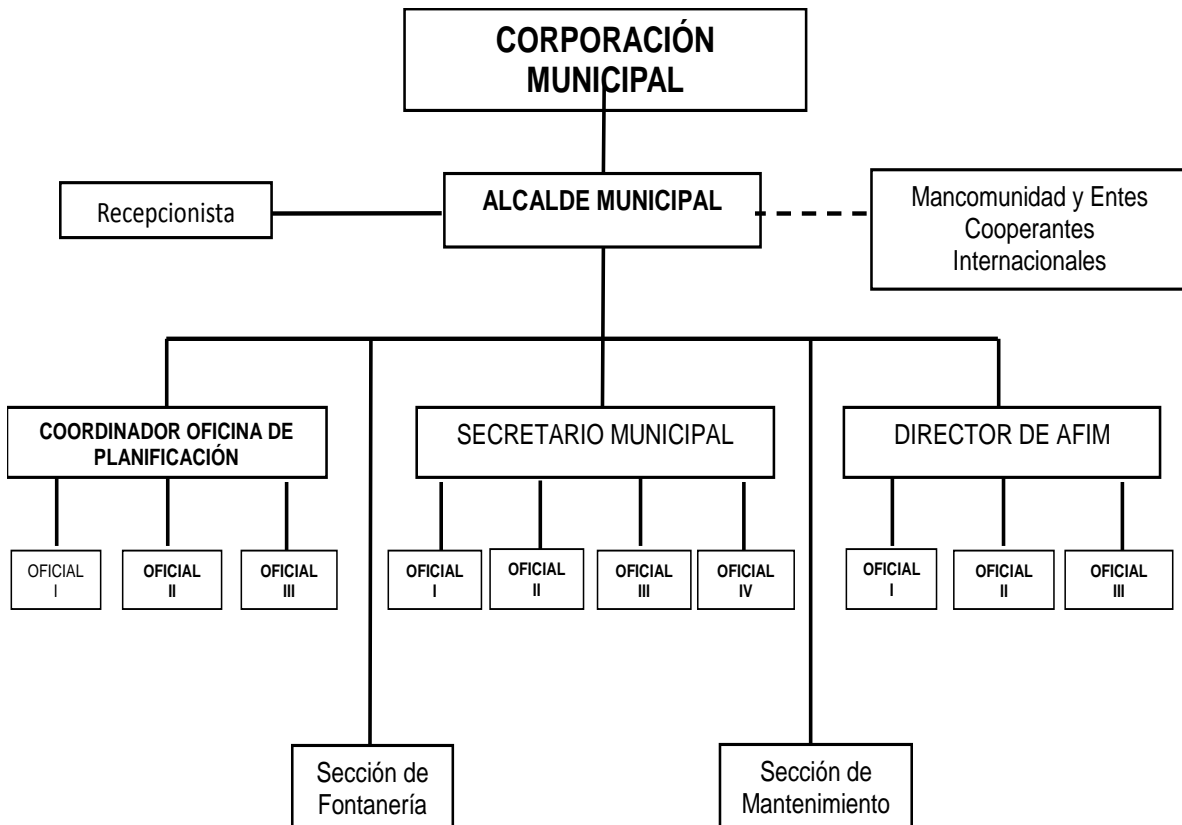 CORPORACIÓN
MUNICIPAL
Recepcionista
ALCALDE MUNICIPAL
Mancomunidad y Entes
Cooperantes
Internacionales
COORDINADOR OFICINA DE
PLANIFICACIÓN
SECRETARIO MUNICIPAL
DIRECTOR DE AFIM
OFICIAL
I
OFICIAL
II
OFICIAL
III
OFICIAL
I
OFICIAL
II
OFICIAL
III
OFICIAL
IV
OFICIAL
I
OFICIAL
II
OFICIAL
III
Sección de
Fontanería
Sección de
Mantenimiento